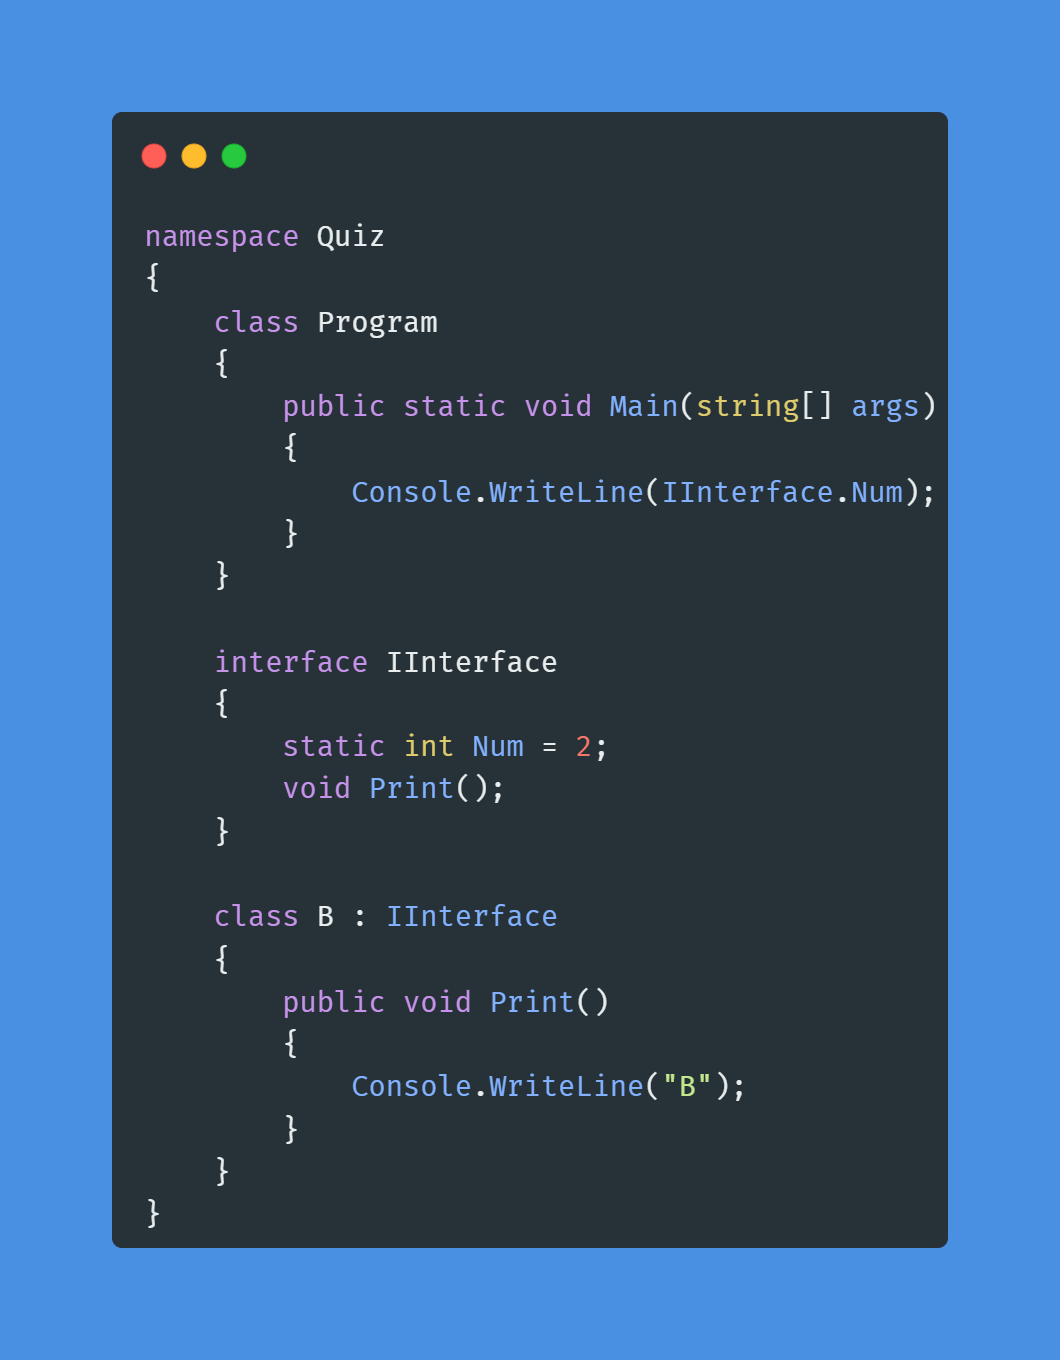 namespace Quiz
{
    class Program
    {
        public static void Main(string[] args)
        {
            Console.WriteLine(IInterface.Num);
        }
    }

    interface IInterface
    {
        static int Num = 2;
        void Print();
    }

    class B : IInterface
    {
        public void Print()
        {
            Console.WriteLine("B");
        }
    }
}